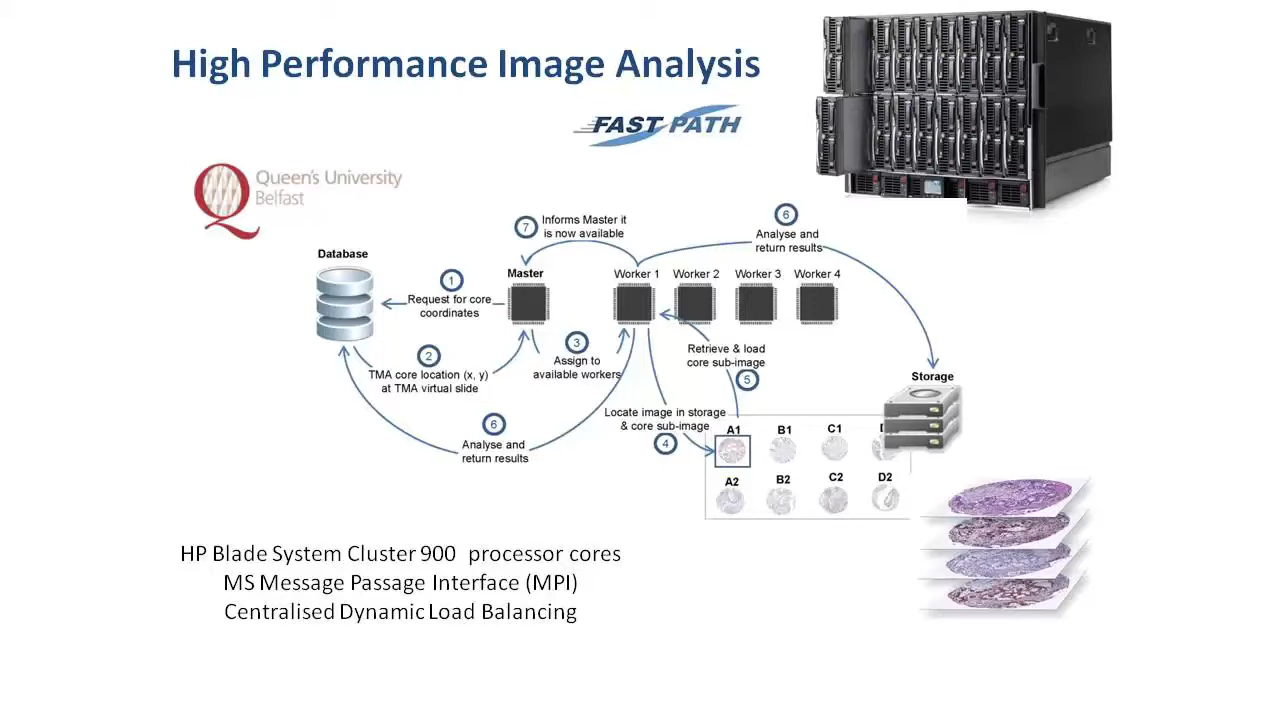 High Performance Image Analysis
FAST PATH
Queen's University
Belfast
Database
1
Request for core
coordinates
2
TMA core location (x, y)
at TMA virtual slide
Master
3
Assign to
available workers
7
Informs Master it
is now available
Worker 1
Worker 2
Worker 3
Worker 4
6
Analyse and
return results
Retrieve & load
core sub-image
5
Storage
Locate image in storage
& core sub-image
4
6
Analyse and
return results
A1
B1
C1
A2
B2
C2
D2
HP Blade System Cluster 900 processor cores
MS Message Passage Interface (MPI)
Centralised Dynamic Load Balancing